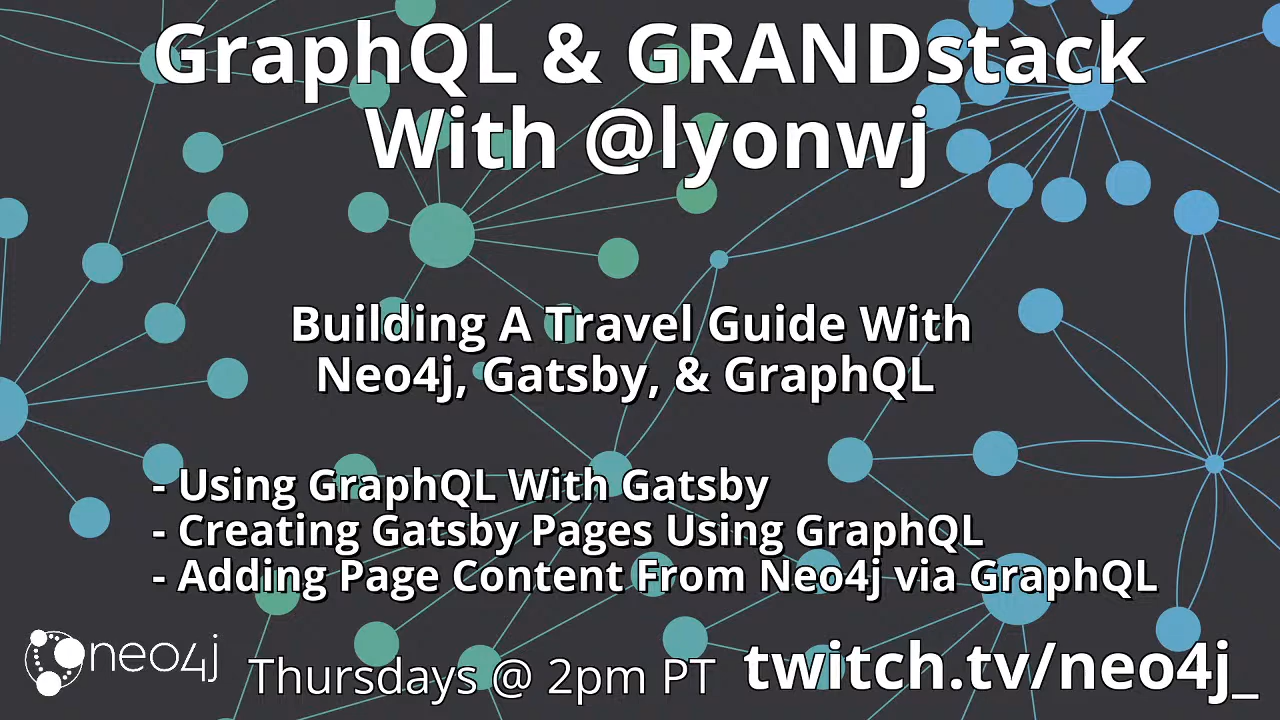 GraphQL & GRANDstack
With @lyonwj
Building A Travel Guide With
Neo4j, Gatsby, & GraphQL
- Using GraphQL With Gatsby
- Creating Gatsby Pages Using GraphQL
- Adding Page Content From Neo4j via GraphQL
neo4j
Thursdays @ 2pm PT
twitch.tv/neo4j_